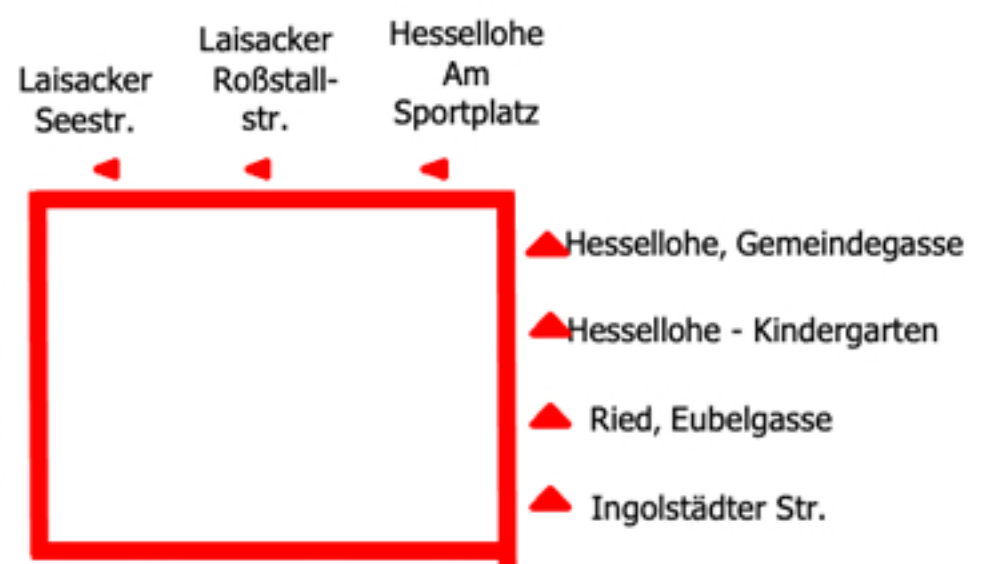 Laisacker
Seestr.
Laisacker
Roßstall-
str.
Hessellohe
Am
Sportplatz
Hessellohe, Gemeindegasse
Hessellohe - Kindergarten
Ried, Eubelgasse
Ingolstädter Str.